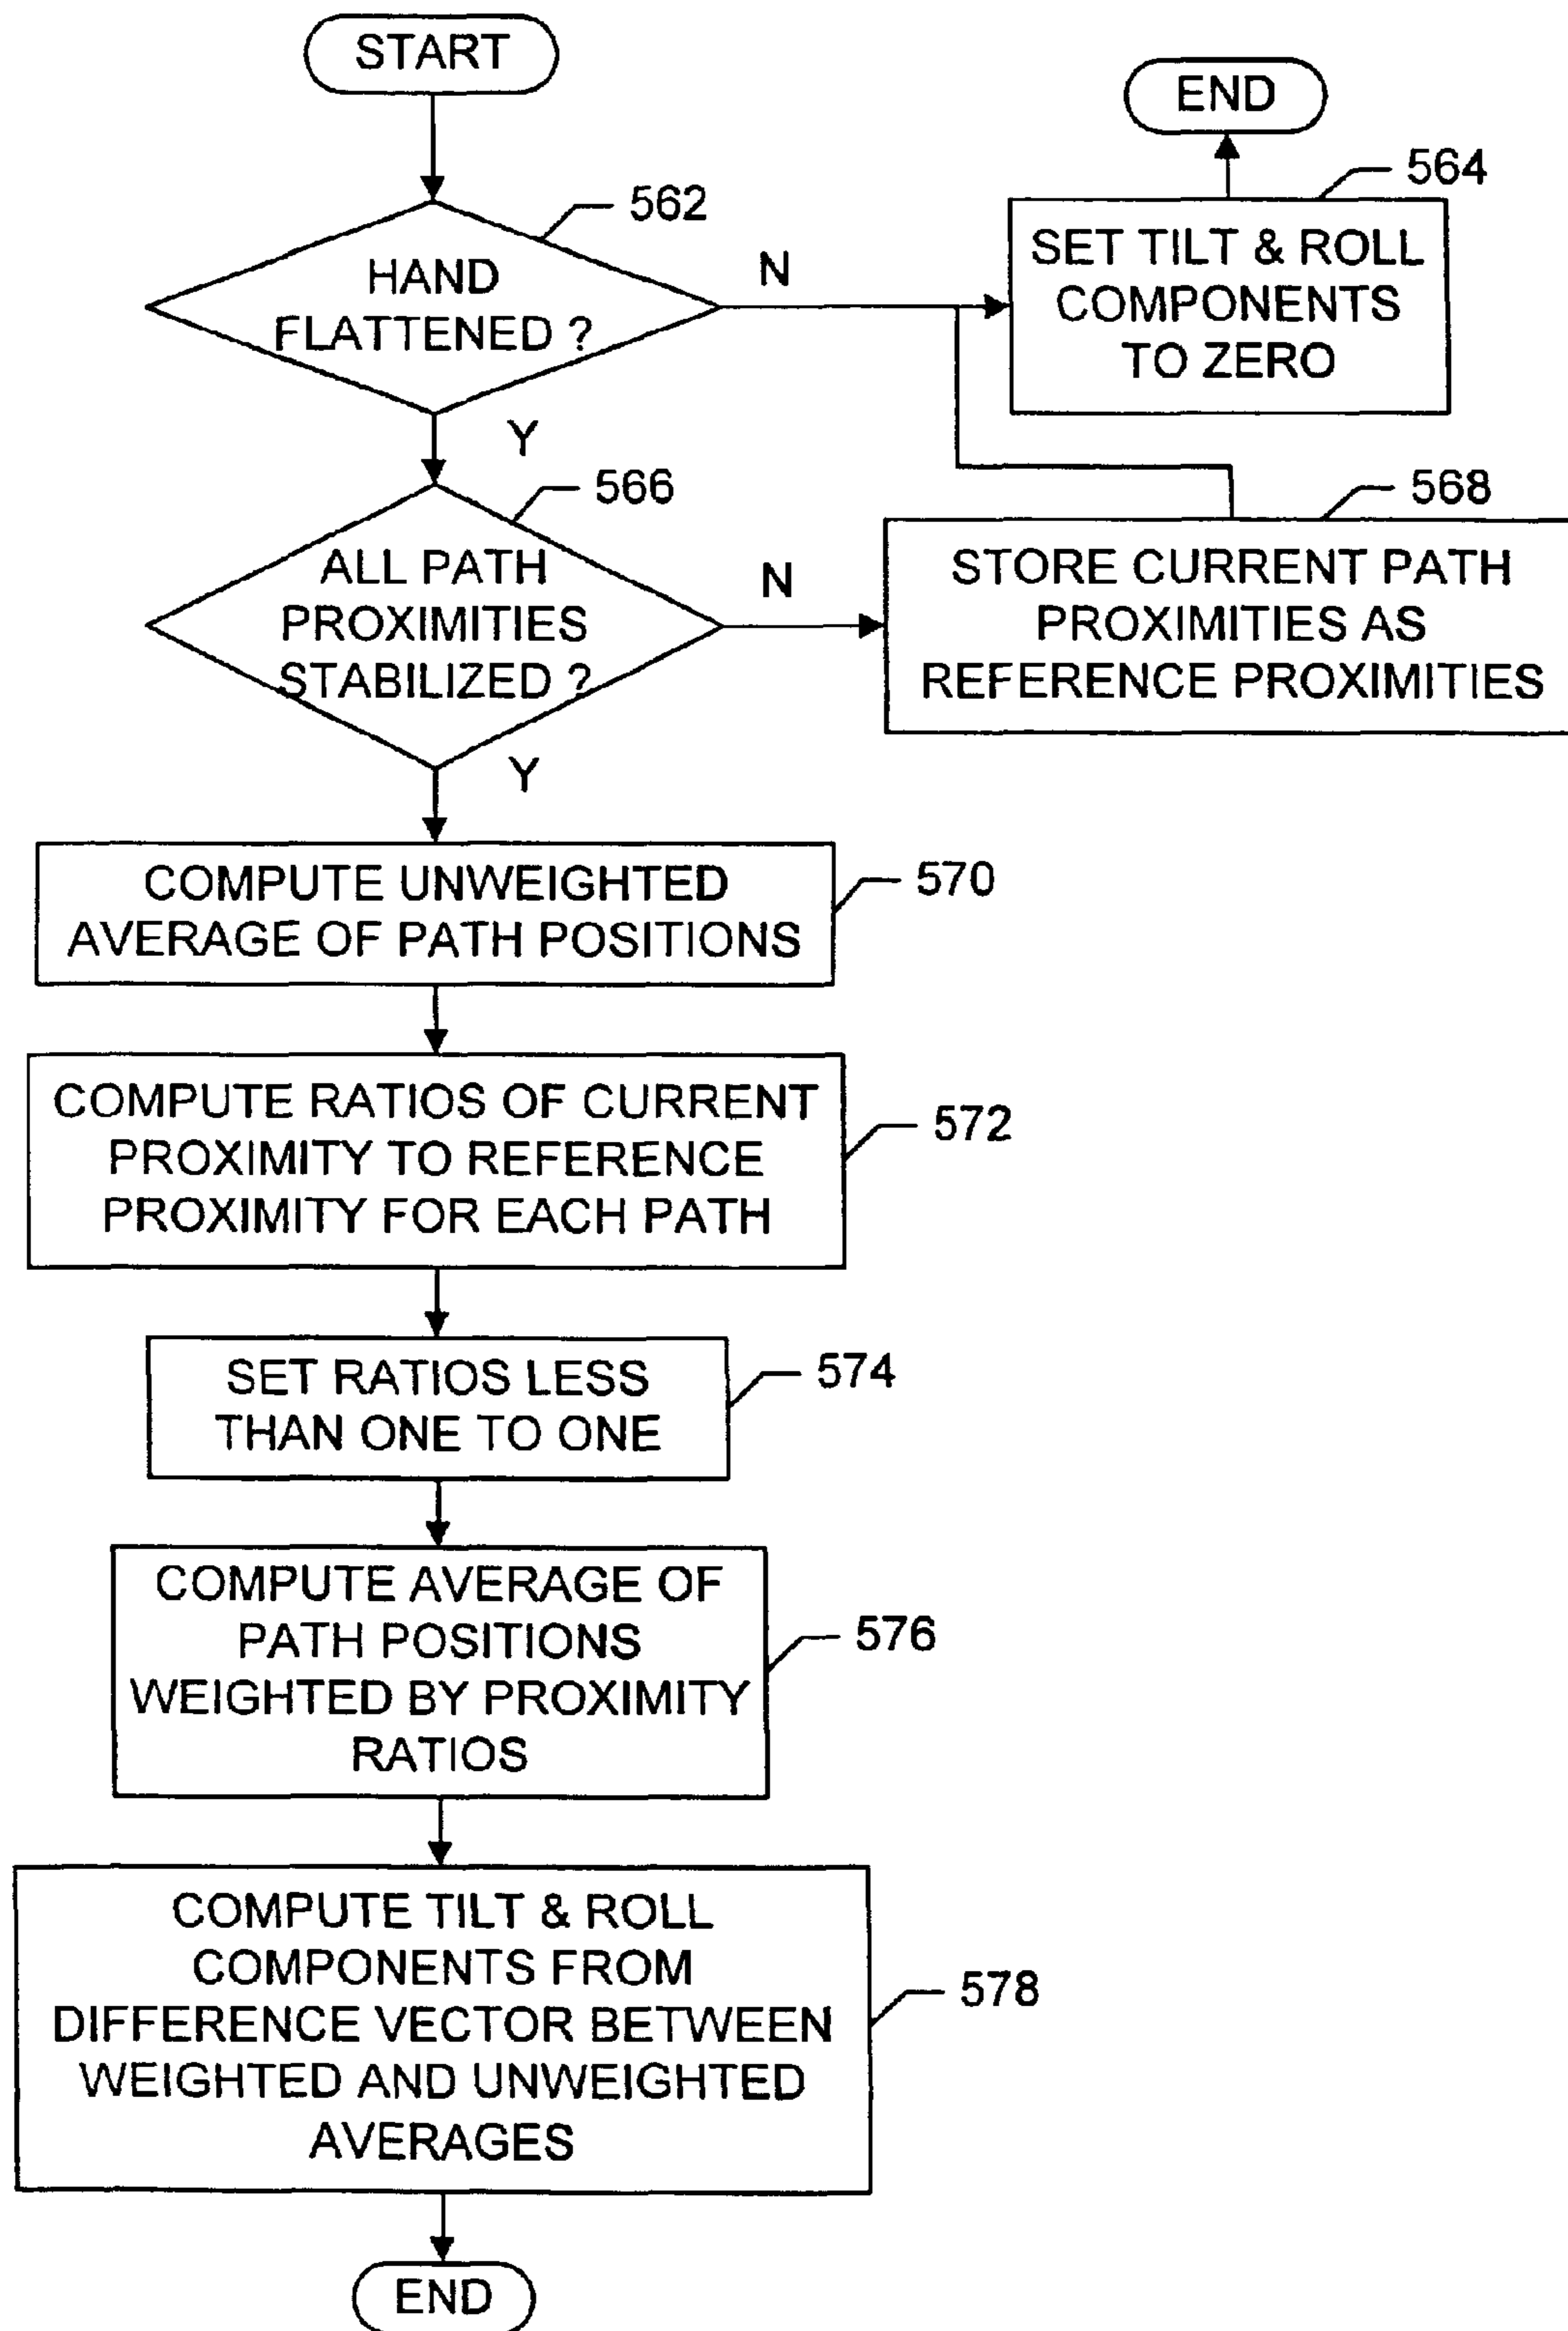 START
END
562
564
HAND
FLATTENED ?
N
SET TILT & ROLL
COMPONENTS
TO ZERO
Y
566
568
ALL PATH
PROXIMITIES
STABILIZED ?
N
STORE CURRENT PATH
PROXIMITIES AS
REFERENCE PROXIMITIES
Y
COMPUTE UNWEIGHTED
AVERAGE OF PATH POSITIONS
570
COMPUTE RATIOS OF CURRENT
PROXIMITY TO REFERENCE
PROXIMITY FOR EACH PATH
572
SET RATIOS LESS
THAN ONE TO ONE
574
COMPUTE AVERAGE OF
PATH POSITIONS
WEIGHTED BY PROXIMITY
RATIOS
576
COMPUTE TILT & ROLL
COMPONENTS FROM
DIFFERENCE VECTOR BETWEEN
WEIGHTED AND UNWEIGHTED
AVERAGES
578
END